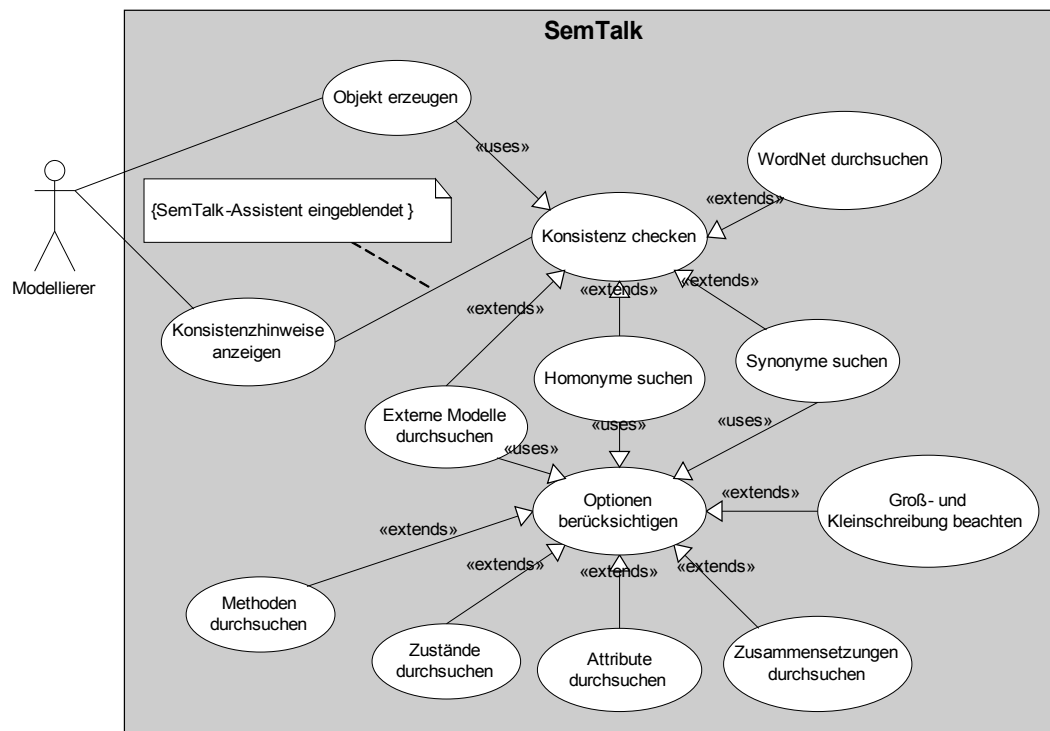 SemTalk
Objekt erzeugen
«uses»
WordNet durchsuchen
«extends»
{SemTalk-Assistent eingeblendet }
Konsistenz checken
Modellierer
Konsistenzhinweise
anzeigen
«extends»
«extends»
«extends»
Homonyme suchen
Synonyme suchen
Externe Modelle
durchsuchen
«uses»
«uses»
«uses»
Optionen
berücksichtigen
«extends»
Groß- und
Kleinschreibung beachten
«extends»
«extends»
«extends»
«extends»
Methoden
durchsuchen
Zustände
durchsuchen
Attribute
durchsuchen
Zusammensetzungen
durchsuchen